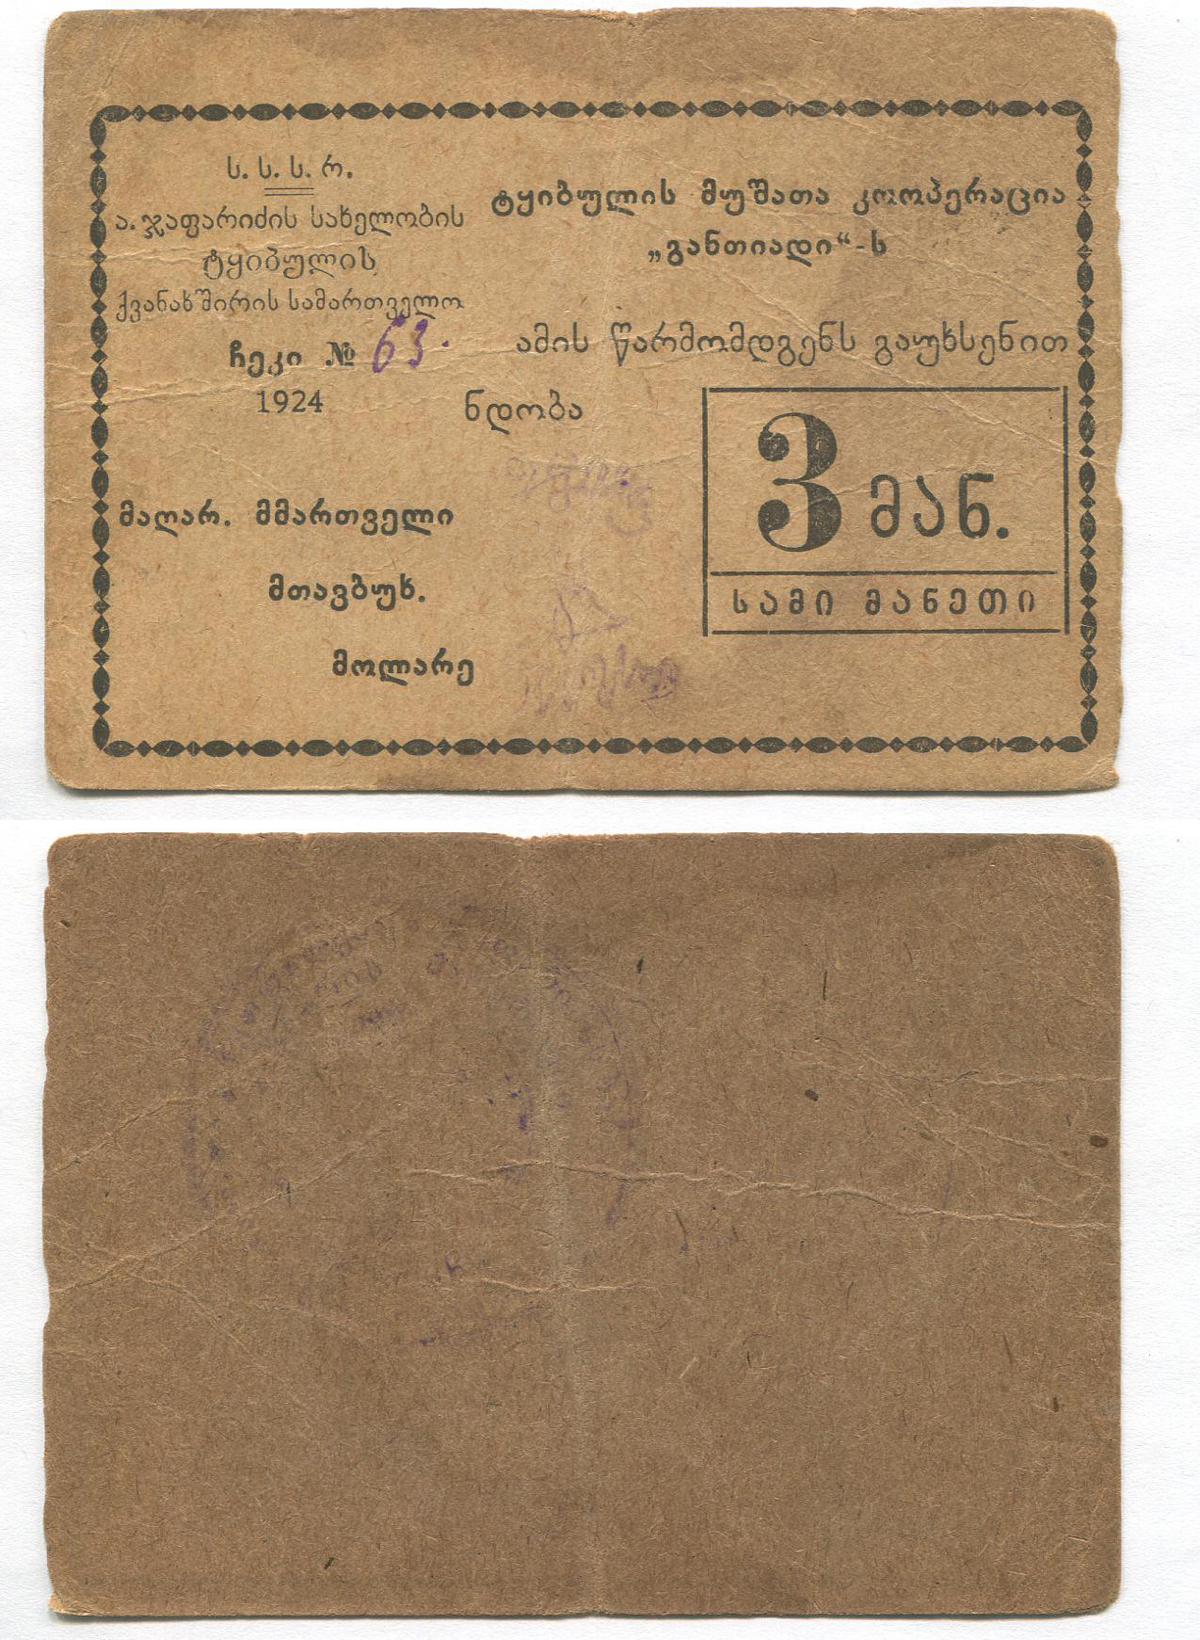 ს. ს. ს. რ.
ა. ჯაფარიძის სახელობის
ტყიბულის
ქვანახშირის სამართველო
ჩეკი № 63.
1924
ტყიბულის მუშათა კოოპერაცია
„განთიადი“-ს
ამის წარმომდგენს გაუხსენით
ნდობა
3 მან.
სამი მანეთი
მაღარ. მმართველი
მთავბუხ.
მოლარე